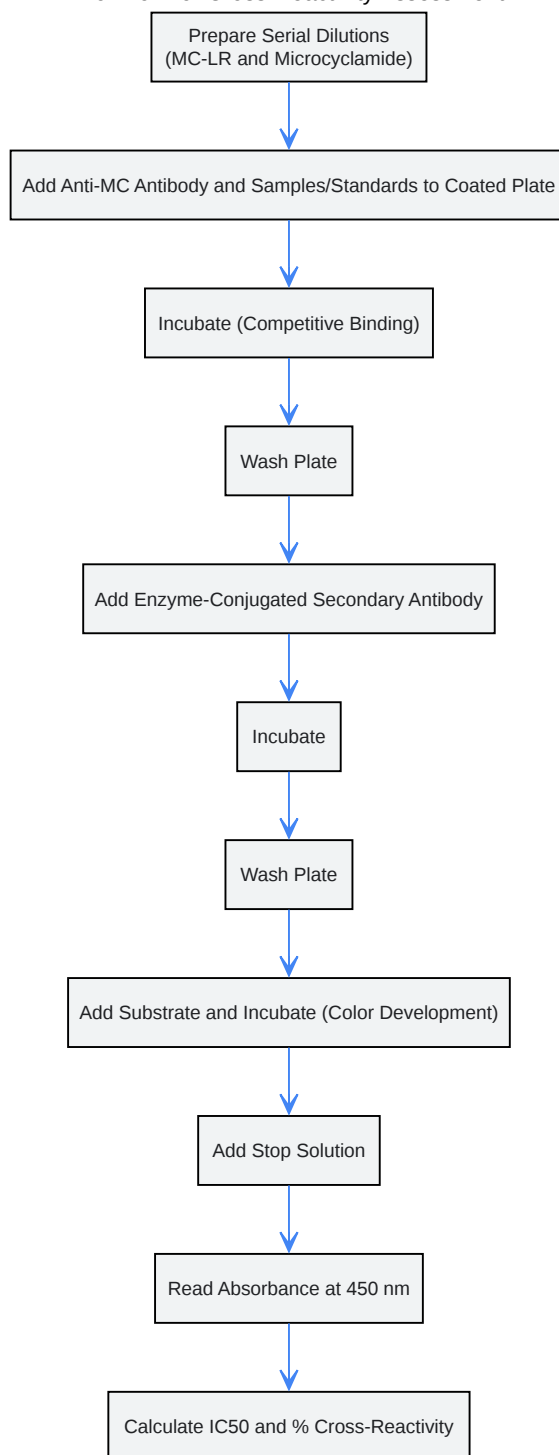 Prepare Serial Dilutions
(MC-LR and Microcyclamide)
Add Anti-MC Antibody and Samples/Standards to Coated Plate
Incubate (Competitive Binding)
Wash Plate
Add Enzyme-Conjugated Secondary Antibody
Incubate
Wash Plate
Add Substrate and Incubate (Color Development)
Add Stop Solution
Read Absorbance at 450 nm
Calculate IC50 and % Cross-Reactivity